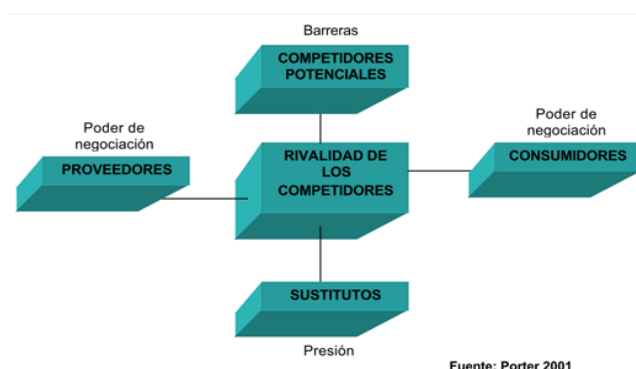 Barreras
COMPETIDORES
POTENCIALES
Poder de
negociación
PROVEEDORES
RIVALIDAD DE
LOS
COMPETIDORES
Poder de
negociación
CONSUMIDORES
SUSTITUTOS
Presión
Fuente: Porter 2001